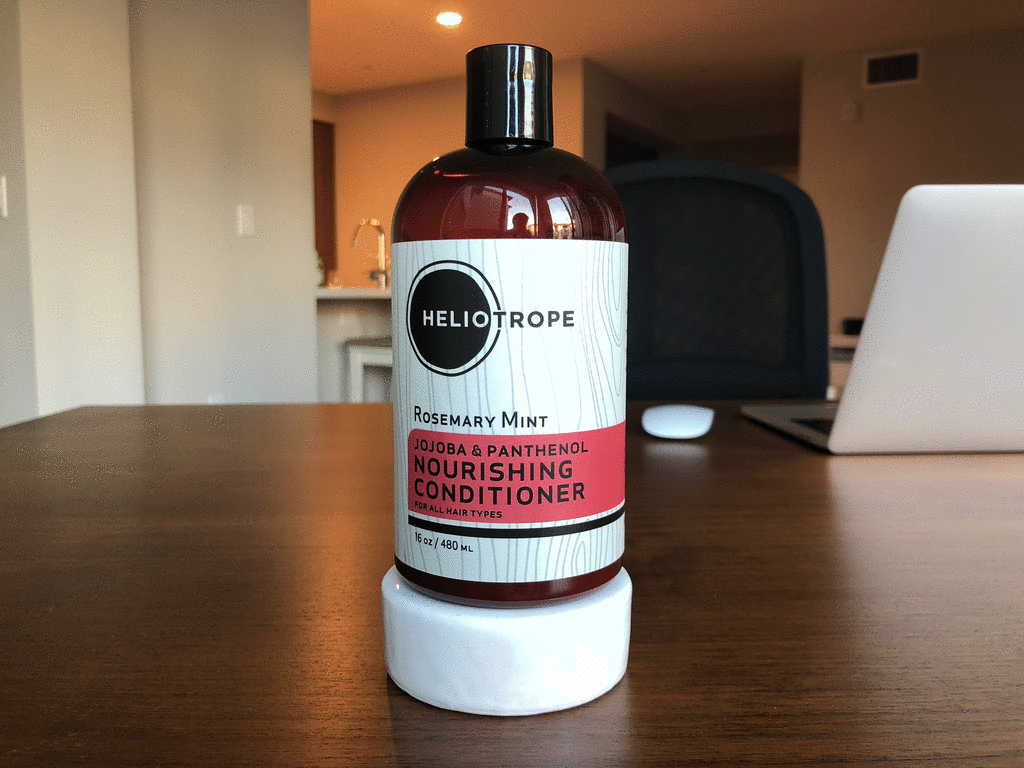 HELIOTROPE
ROSEMARY MINT
JOJOBA & PANTHENOL
NOURISHING
CONDITIONER
FOR ALL HAIR TYPES
16 OZ / 480 ML